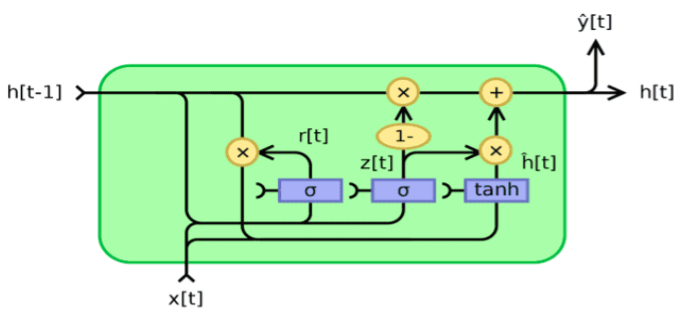 ŷ[t]
h[t-1]
×
+
h[t]
1-
r[t]
×
z[t]
×
ĥ[t]
σ
σ
tanh
x[t]